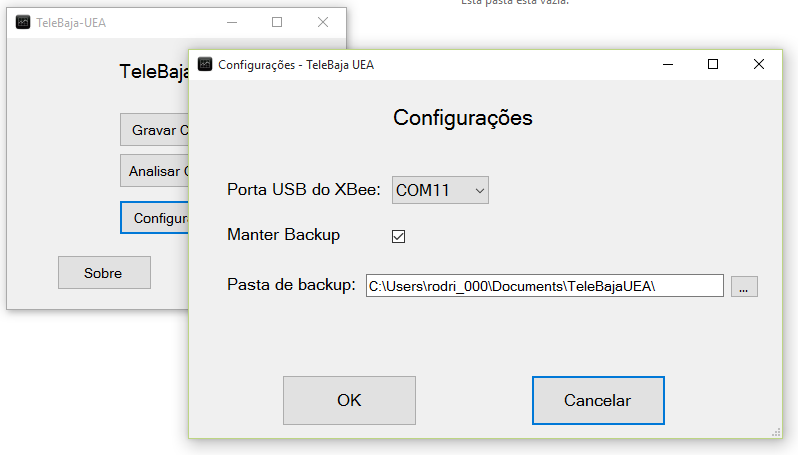 Esta pasta está vazia.
TeleBaja-UEA
TeleBaja
Gravar C
Analisar C
Configura
Sobre
Configurações - TeleBaja UEA
Configurações
Porta USB do XBee: COM11
Manter Backup
Pasta de backup: C:\Users\rodri_000\Documents\TeleBajaUEA\ ...
OK Cancelar